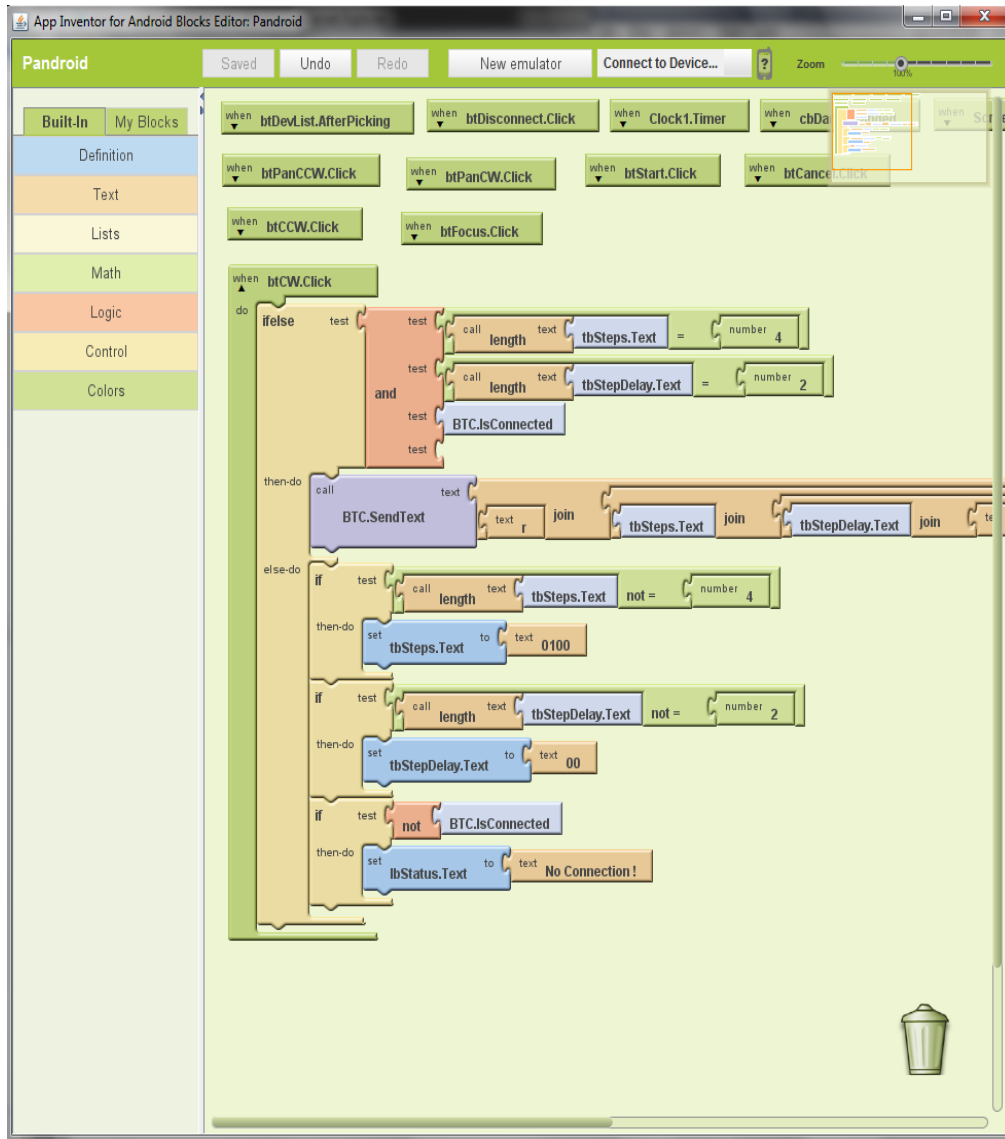 App Inventor for Android Blocks Editor: Pandroid
Pandroid Saved Undo Redo New emulator Connect to Device... ? Zoom 100%
Built-In My Blocks
Definition
Text
Lists
Math
Logic
Control
Colors
when btDevList.AfterPicking when btDisconnect.Click when Clock1.Timer when when
when btPanCCW.Click when btPanCW.Click when btStart.Click when btCancel.Click
when btCCW.Click when btFocus.Click
when btCW.Click
do ifelse test and test call length text tbSteps.Text = number 4
test call length text tbStepDelay.Text = number 2
test BTC.IsConnected
test
then-do call BTC.SendText text text r join tbSteps.Text join tbStepDelay.Text join
else-do if test call length text tbSteps.Text not = number 4
then-do set tbSteps.Text to text 0100
if test call length text tbStepDelay.Text not = number 2
then-do set tbStepDelay.Text to text 00
if test not BTC.IsConnected
then-do set lbStatus.Text to text No Connection !